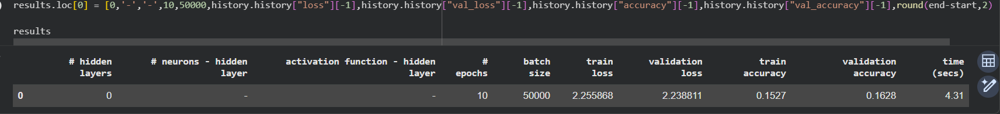 results.loc[0] = [0,'-','-',10,50000,history.history["loss"][-1],history.history["val_loss"][-1],history.history["accuracy"][-1],history.history["val_accuracy"][-1],round(end-start,2)
results
# hidden layers # neurons - hidden layer activation function - hidden layer # epochs batch size train loss validation loss train accuracy validation accuracy time (secs)
0 0 - - 10 50000 2.255868 2.238811 0.1527 0.1628 4.31